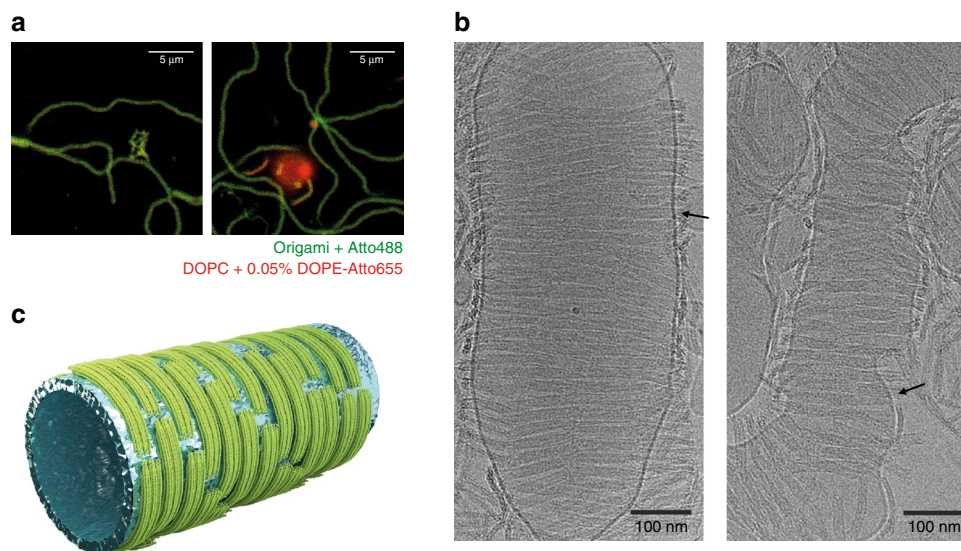 a
5 µm
5 µm
Origami + Atto488
DOPC + 0.05% DOPE-Atto655
b
100 nm
100 nm
c